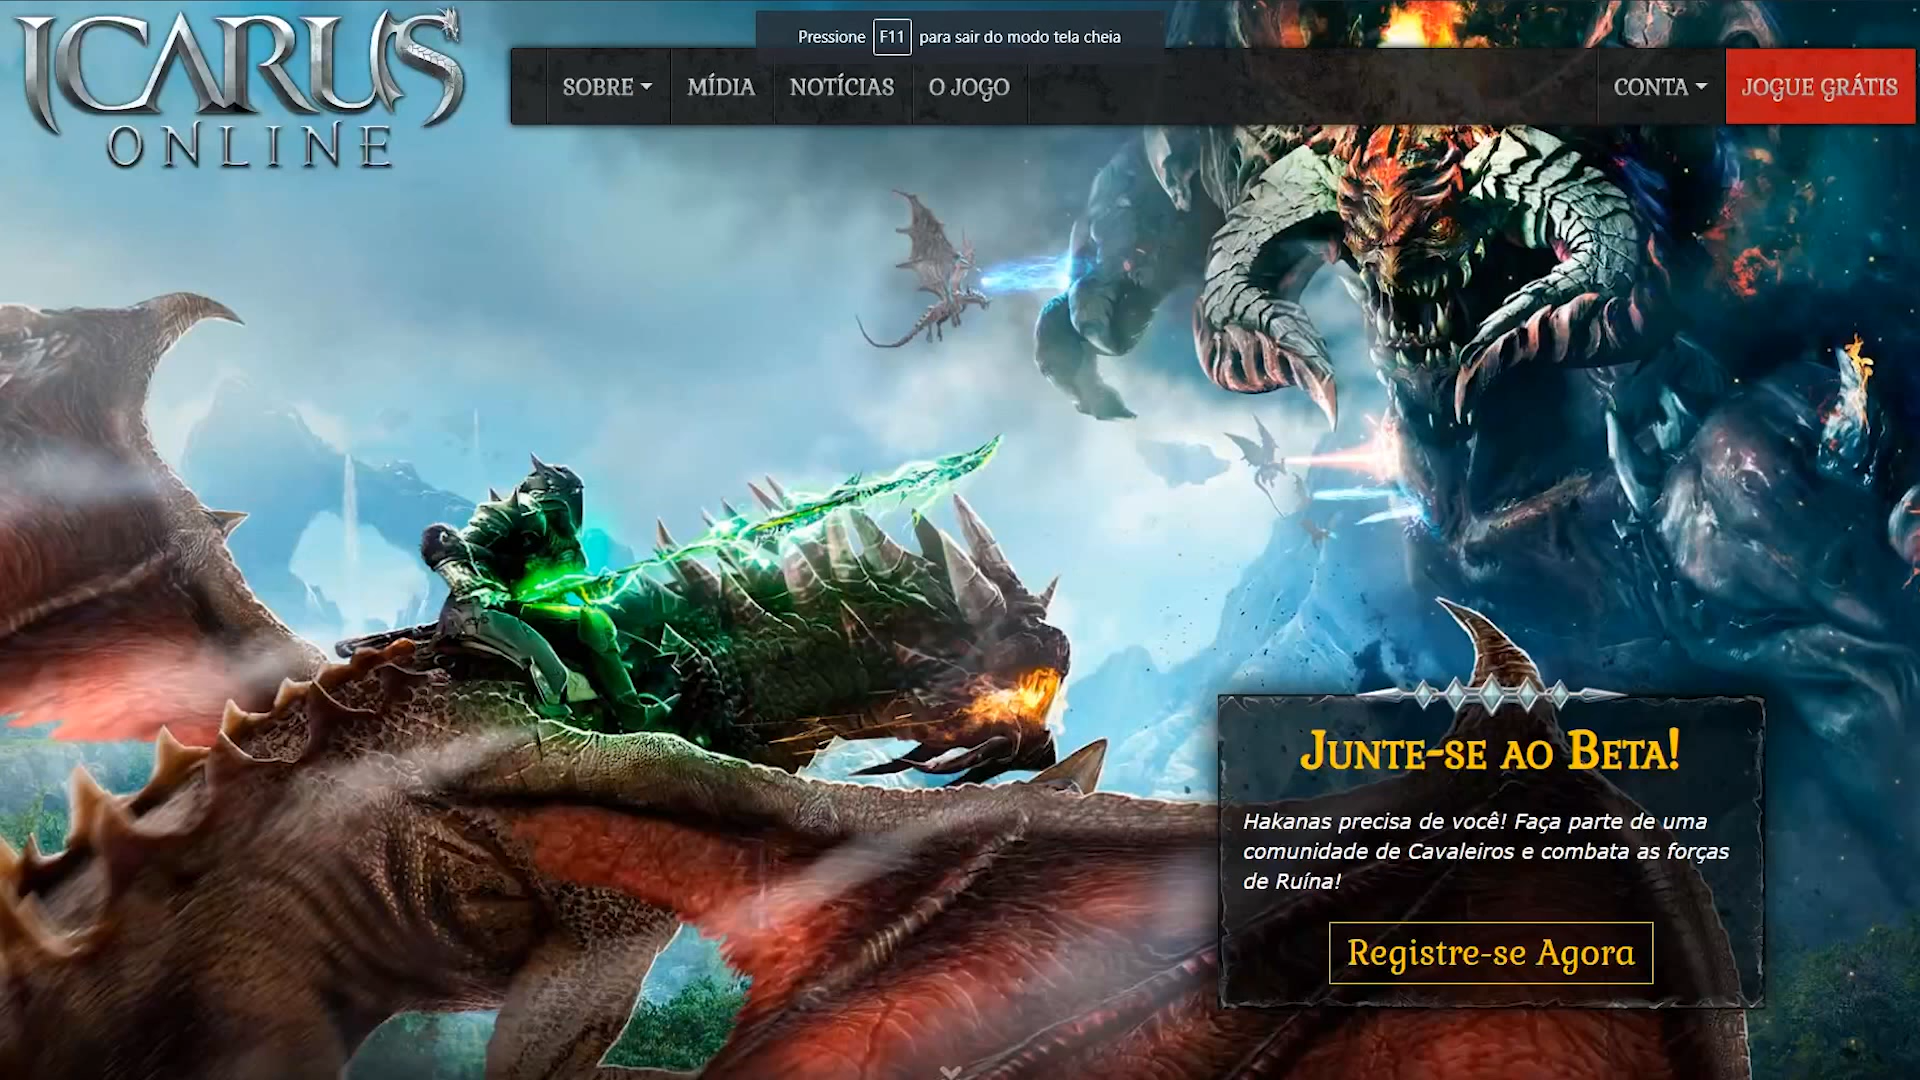 ICARUS
ONLINE
Pressione F11 para sair do modo tela cheia
SOBRE MÍDIA NOTÍCIAS O JOGO CONTA JOGUE GRÁTIS
Junte-se ao Beta!
Hakanas precisa de você! Faça parte de uma
comunidade de Cavaleiros e combata as forças
de Ruína!
Registre-se Agora